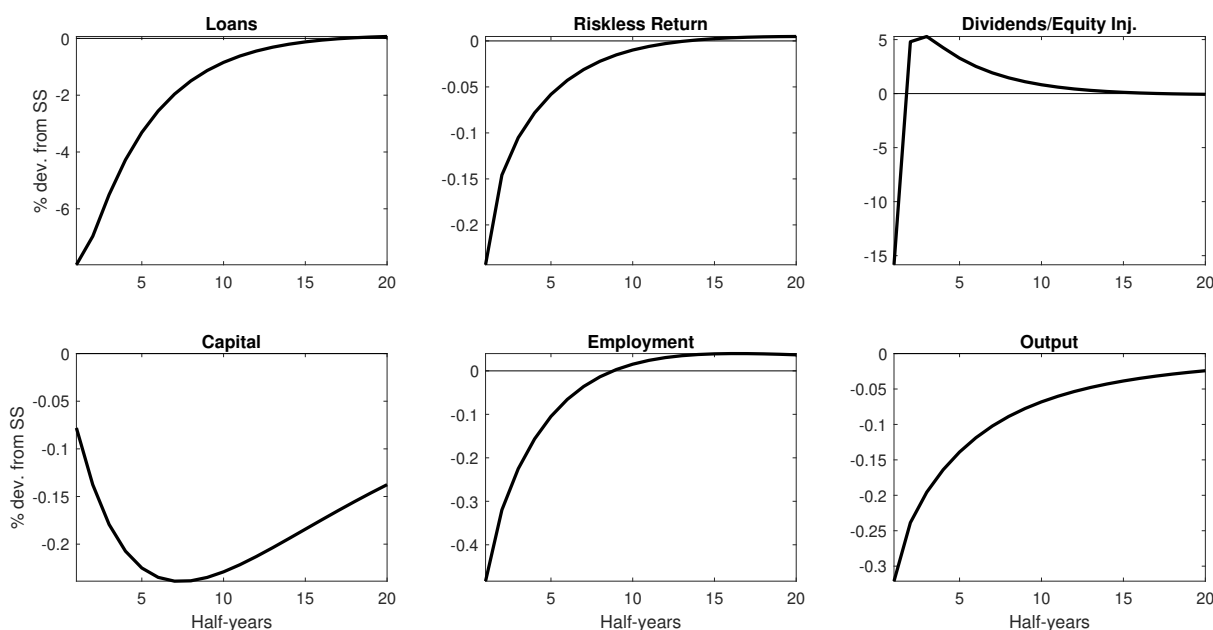 Loans
Riskless Return
Dividends/Equity Inj.
% dev. from SS
0
-2
-4
-6
5 10 15 20
0
-0.05
-0.1
-0.15
-0.2
5 10 15 20
5
0
-5
-10
-15
5 10 15 20
Capital
Employment
Output
% dev. from SS
0
-0.05
-0.1
-0.15
-0.2
5 10 15 20
Half-years
0
-0.1
-0.2
-0.3
-0.4
5 10 15 20
Half-years
0
-0.05
-0.1
-0.15
-0.2
-0.25
-0.3
5 10 15 20
Half-years